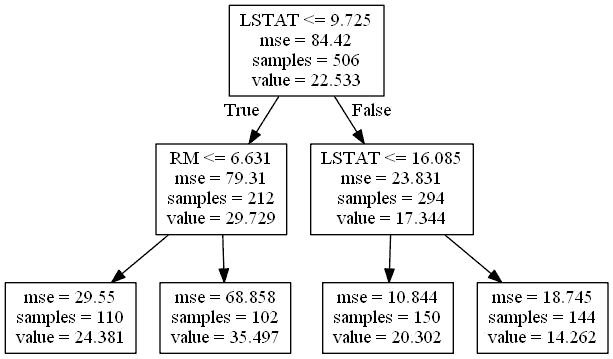 LSTAT <= 9.725
mse = 84.42
samples = 506
value = 22.533
True
False
RM <= 6.631
mse = 79.31
samples = 212
value = 29.729
LSTAT <= 16.085
mse = 23.831
samples = 294
value = 17.344
mse = 29.55
samples = 110
value = 24.381
mse = 68.858
samples = 102
value = 35.497
mse = 10.844
samples = 150
value = 20.302
mse = 18.745
samples = 144
value = 14.262